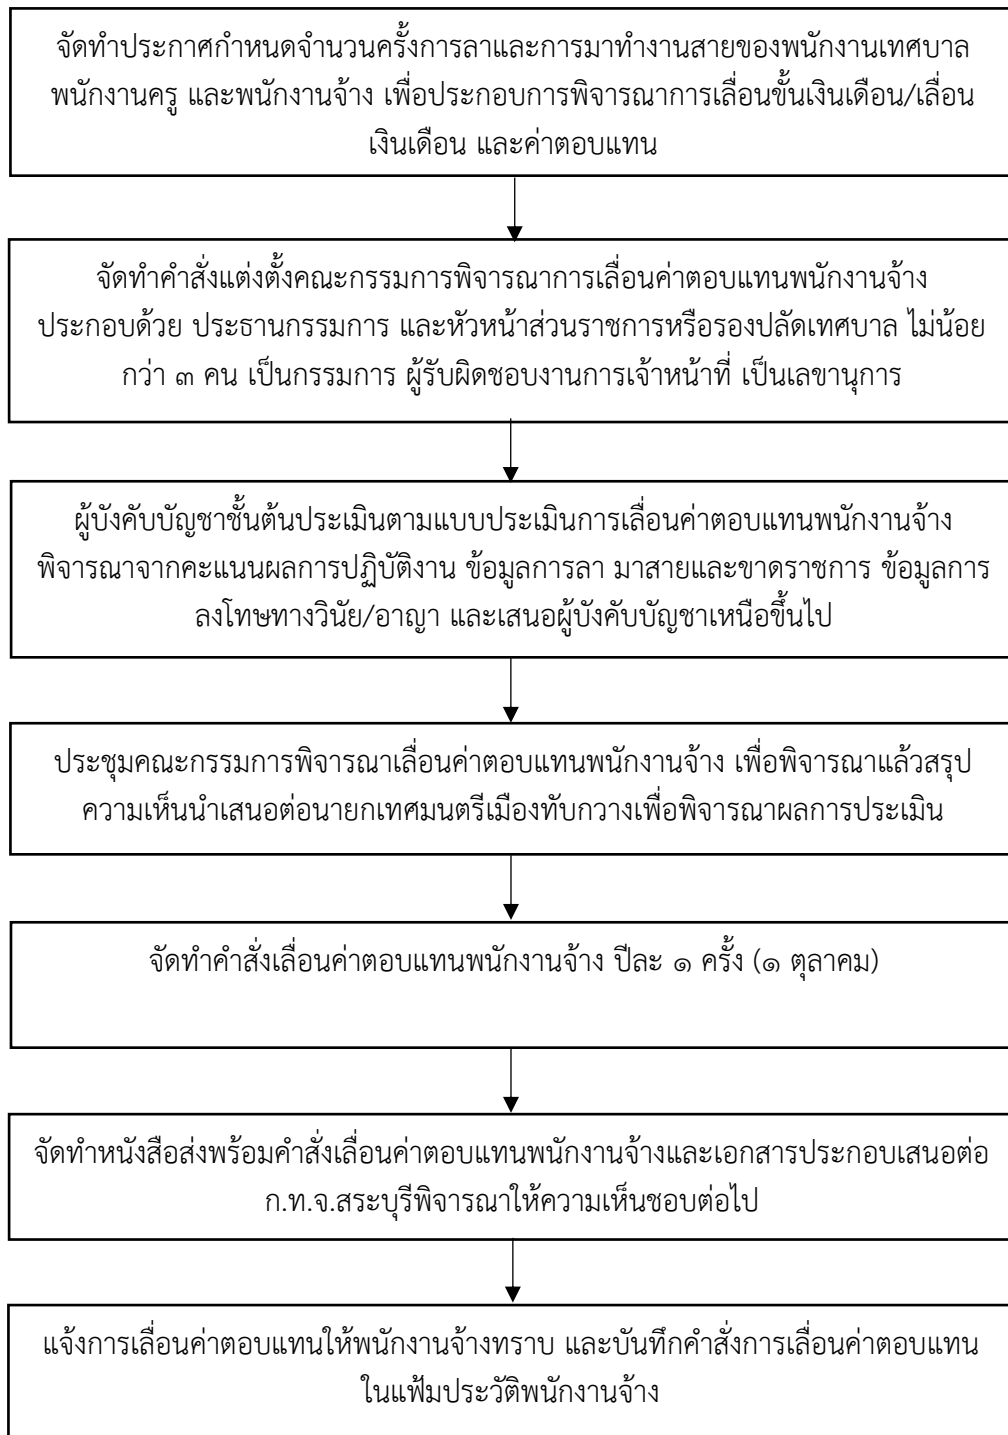 จัดทำประกาศกำหนดจำนวนครั้งการลาและการมาทำงานสายของพนักงานเทศบาล
พนักงานครู และพนักงานจ้าง เพื่อประกอบการพิจารณาการเลื่อนขั้นเงินเดือน/เลื่อน
เงินเดือน และค่าตอบแทน
จัดทำคำสั่งแต่งตั้งคณะกรรมการพิจารณาการเลื่อนค่าตอบแทนพนักงานจ้าง
ประกอบด้วย ประธานกรรมการ และหัวหน้าส่วนราชการหรือรองปลัดเทศบาล ไม่น้อย
กว่า ๓ คน เป็นกรรมการ ผู้รับผิดชอบงานการเจ้าหน้าที่ เป็นเลขานุการ
ผู้บังคับบัญชาชั้นต้นประเมินตามแบบประเมินการเลื่อนค่าตอบแทนพนักงานจ้าง
พิจารณาจากคะแนนผลการปฏิบัติงาน ข้อมูลการลา มาสายและขาดราชการ ข้อมูลการ
ลงโทษทางวินัย/อาญา และเสนอผู้บังคับบัญชาเหนือขึ้นไป
ประชุมคณะกรรมการพิจารณาเลื่อนค่าตอบแทนพนักงานจ้าง เพื่อพิจารณาแล้วสรุป
ความเห็นนำเสนอต่อนายกเทศมนตรีเมืองทับกวางเพื่อพิจารณาผลการประเมิน
จัดทำคำสั่งเลื่อนค่าตอบแทนพนักงานจ้าง ปีละ ๑ ครั้ง (๑ ตุลาคม)
จัดทำหนังสือส่งพร้อมคำสั่งเลื่อนค่าตอบแทนพนักงานจ้างและเอกสารประกอบเสนอต่อ
ก.ท.จ.สระบุรีพิจารณาให้ความเห็นชอบต่อไป
แจ้งการเลื่อนค่าตอบแทนให้พนักงานจ้างทราบ และบันทึกคำสั่งการเลื่อนค่าตอบแทน
ในแฟ้มประวัติพนักงานจ้าง